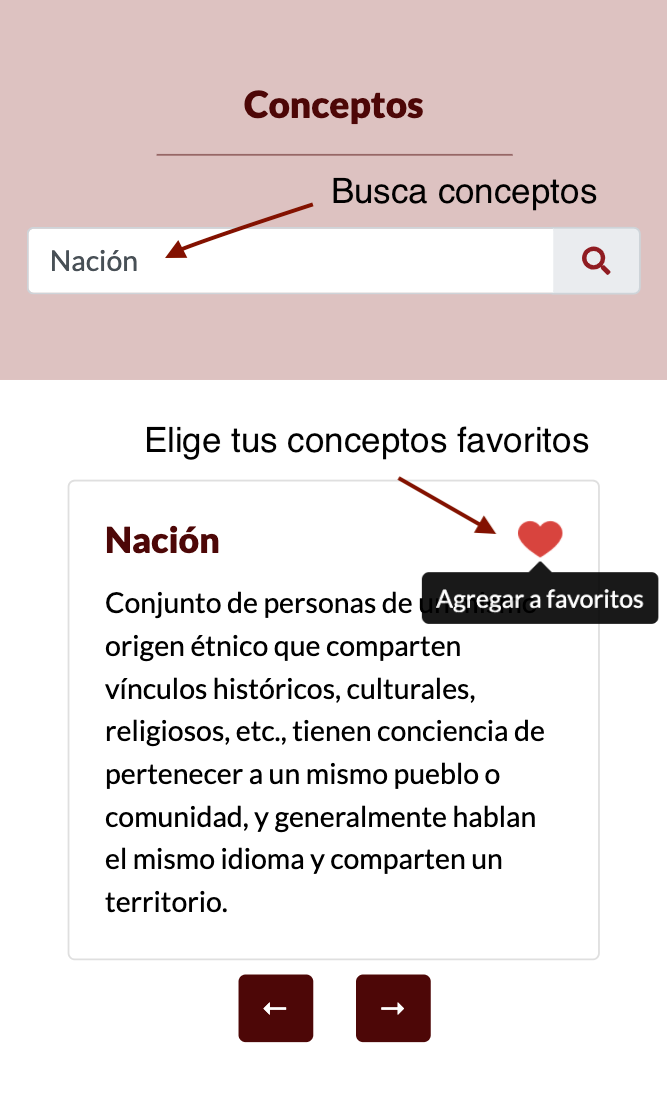 Conceptos
Busca conceptos
Nación
Elige tus conceptos favoritos
Nación
Agregar a favoritos
Conjunto de personas de
origen étnico que comparten
vínculos históricos, culturales,
religiosos, etc., tienen conciencia de
pertenecer a un mismo pueblo o
comunidad, y generalmente hablan
el mismo idioma y comparten un
territorio.